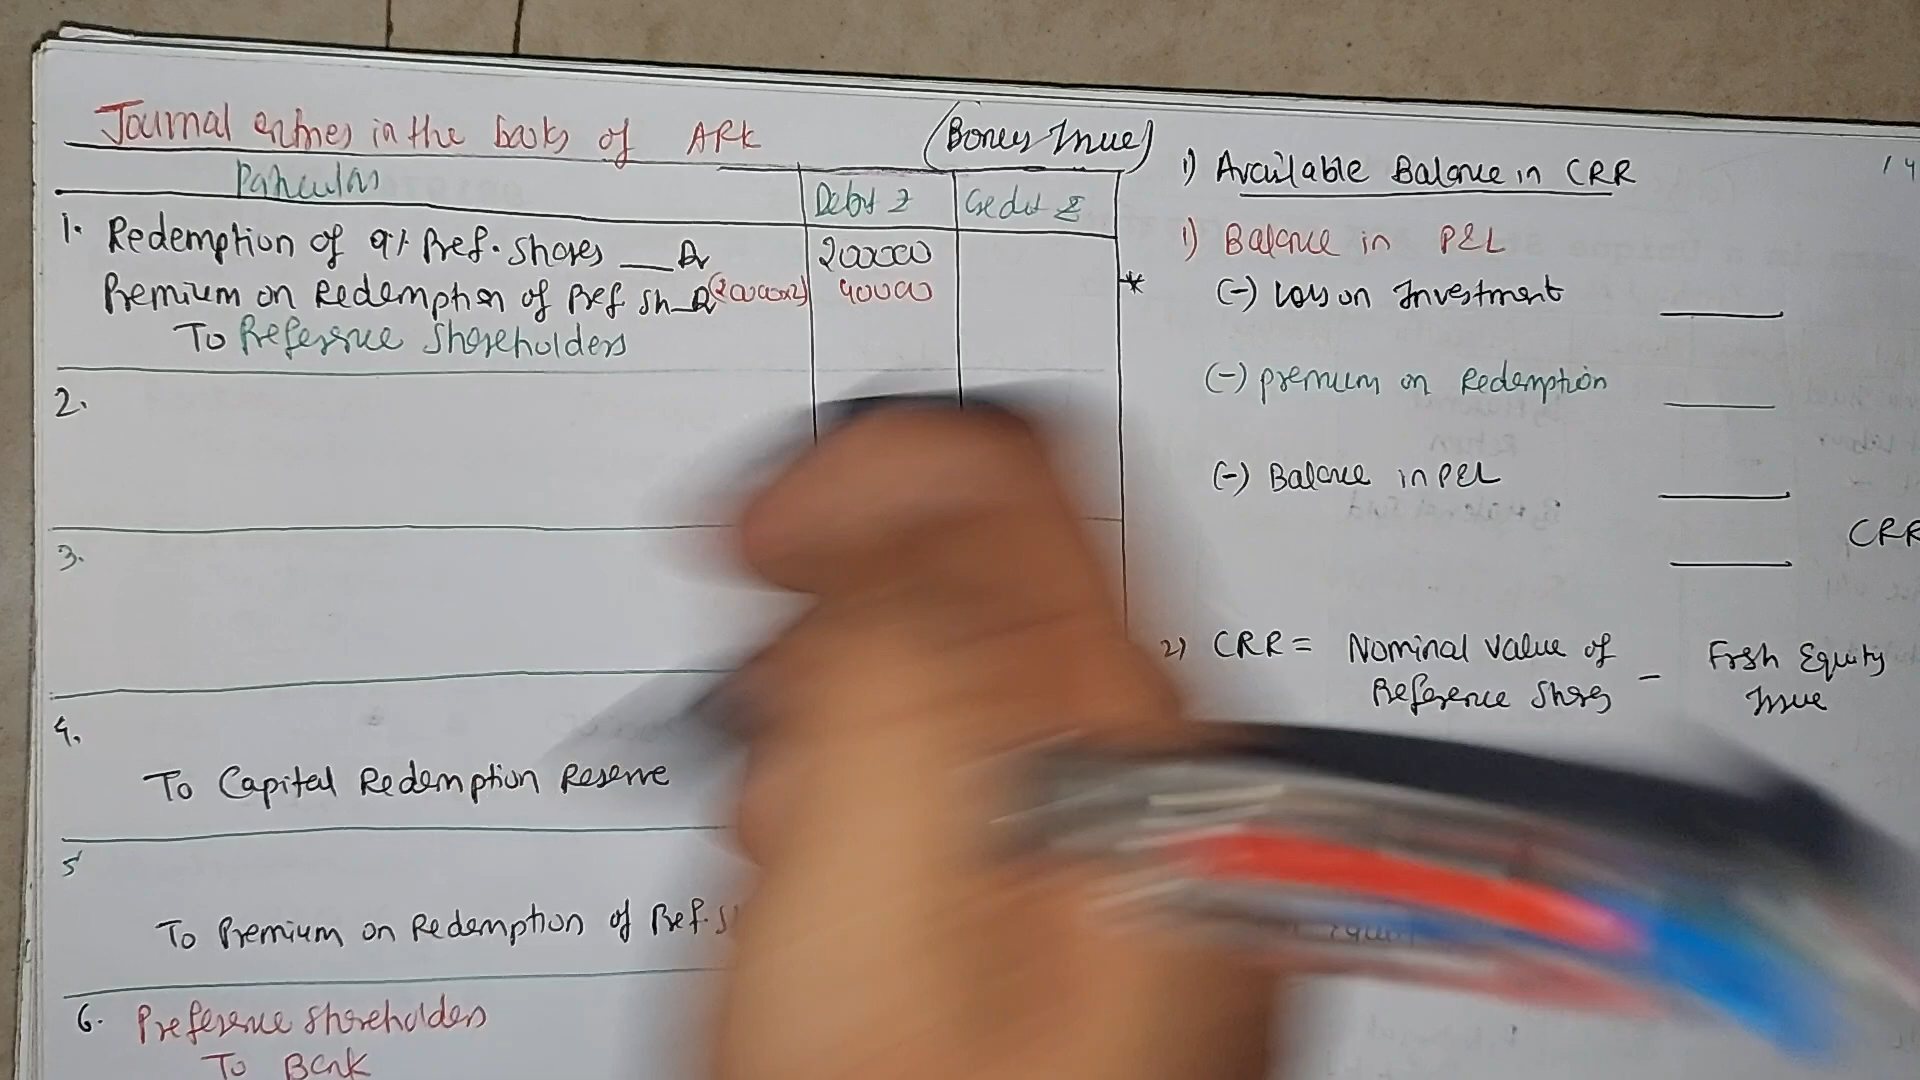 Journal entries in the books of ARK (Bonus Issue)
Particulars Debit ₹ Credit ₹
1. Redemption of 9% Pref. Shares __ Dr 200000
Premium on Redemption of Pref Sh_Dr 40000
To Preference Shareholders
2.
3.
4.
To Capital Redemption Reserve
5
To Premium on Redemption of Pref.
6. Preference Shareholders
To Bank
1) Available Balance in CRR
1) Balance in P&L
* (-) Loss on Investment
(-) premium on Redemption
(-) Balance in P&L
CRR
2) CRR = Nominal Value of Preference Shares - Fresh Equity Issue